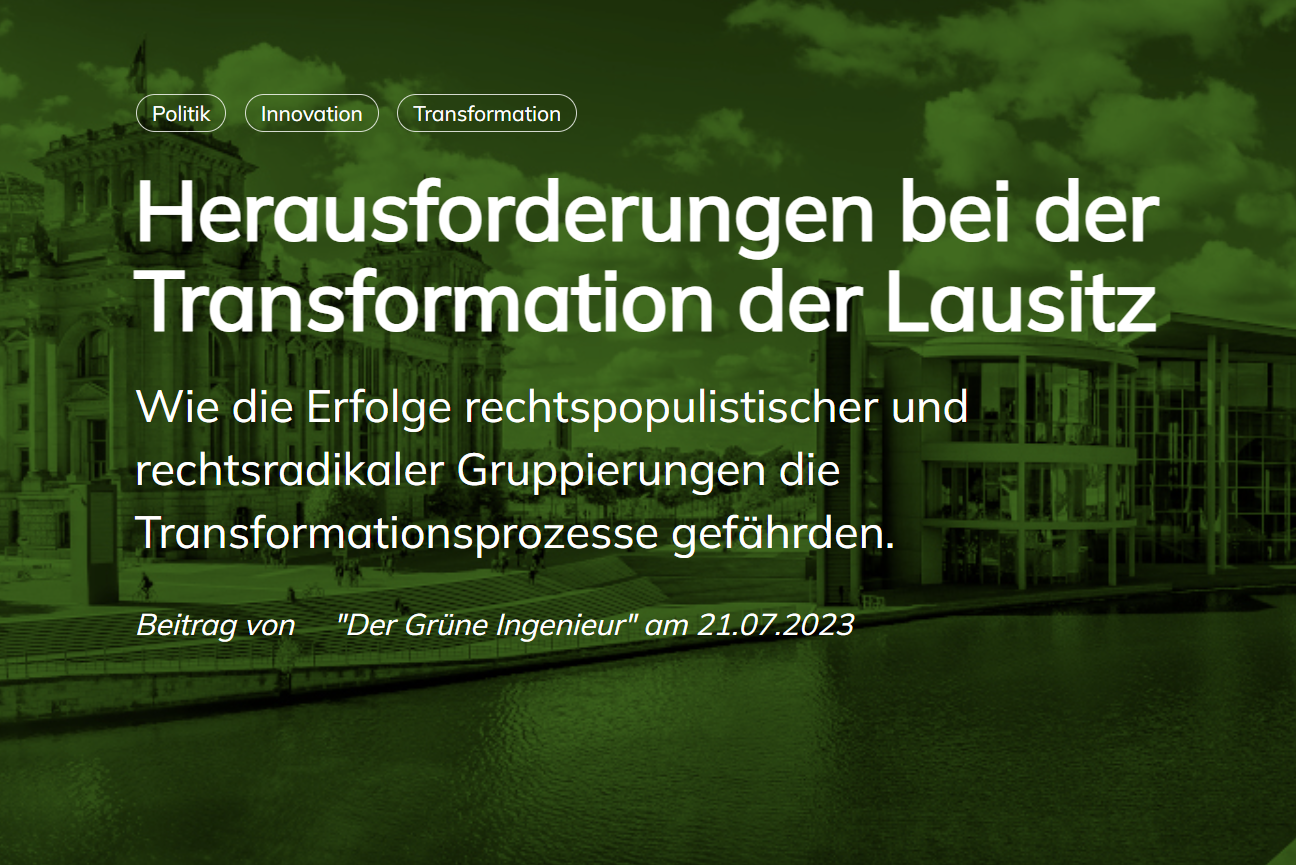 Politik Innovation Transformation
Herausforderungen bei der
Transformation der Lausitz
Wie die Erfolge rechtspopulistischer und
rechtsradikaler Gruppierungen die
Transformationsprozesse gefährden.
Beitrag von "Der Grüne Ingenieur" am 21.07.2023